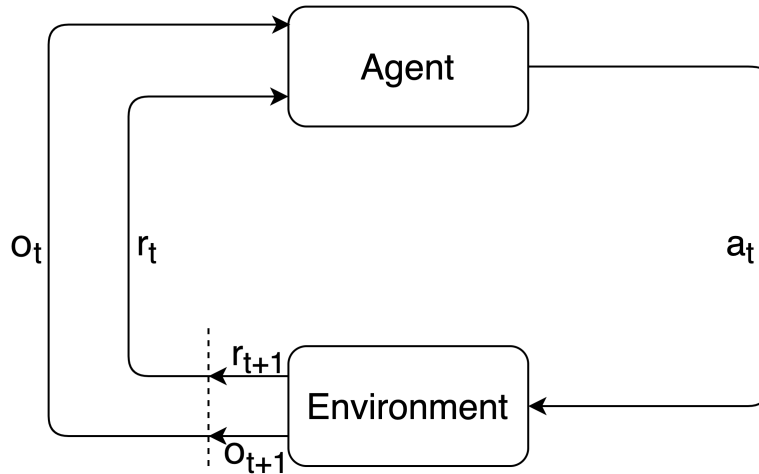 Agent
oₜ
rₜ
aₜ
rₜ₊₁
Environment
oₜ₊₁